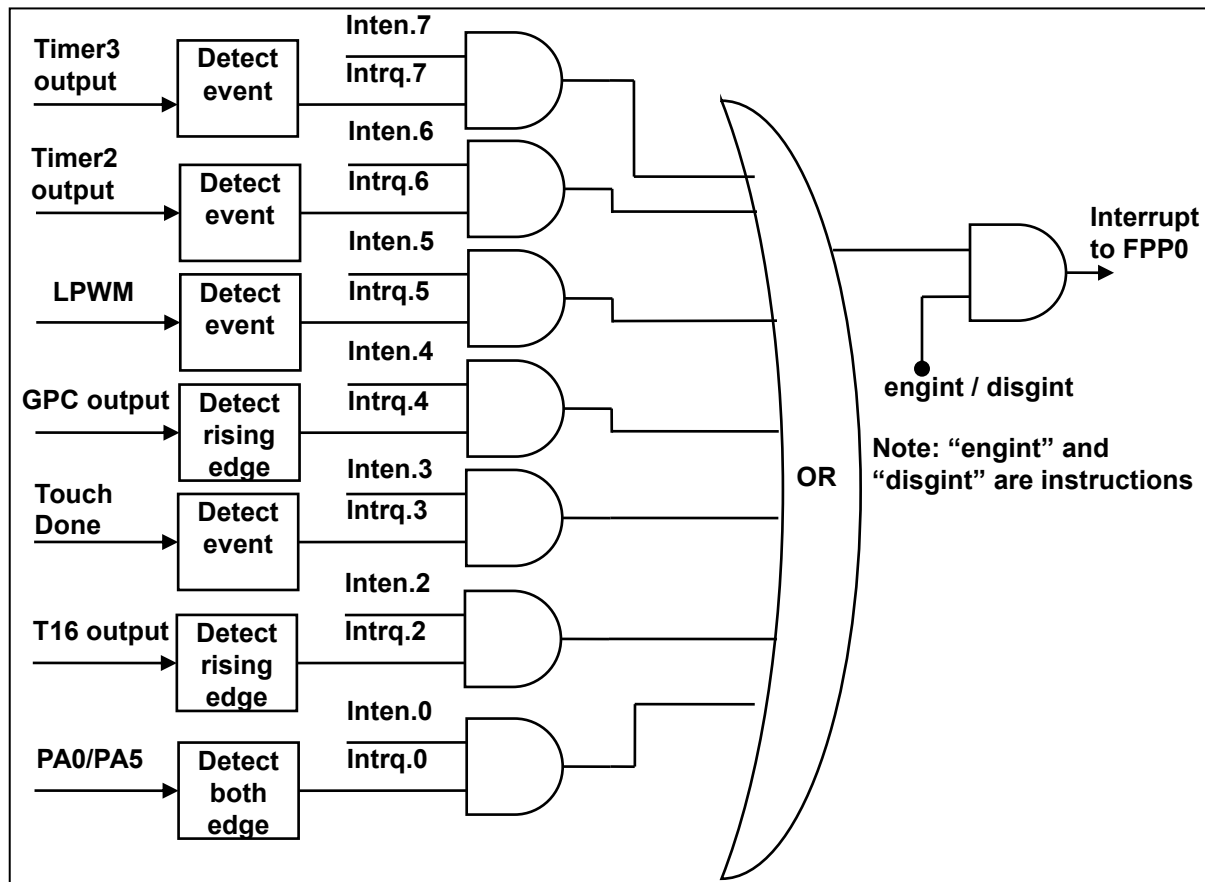 Timer3
output
Detect
event
Inten.7
Intrq.7
Timer2
output
Detect
event
Inten.6
Intrq.6
LPWM
Detect
event
Inten.5
Intrq.5
GPC output
Detect
rising
edge
Inten.4
Intrq.4
Touch
Done
Detect
event
Inten.3
Intrq.3
T16 output
Detect
rising
edge
Inten.2
Intrq.2
PA0/PA5
Detect
both
edge
Inten.0
Intrq.0
OR
Interrupt
to FPP0
engint / disgint
Note: “engint” and
“disgint” are instructions